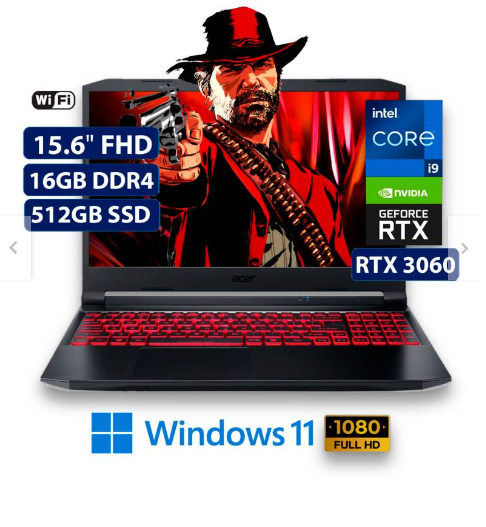 WiFi
15.6" FHD
16GB DDR4
512GB SSD
intel.
CORE
i9
NVIDIA
GEFORCE
RTX
RTX 3060
acer
Windows 11
1080
FULL HD